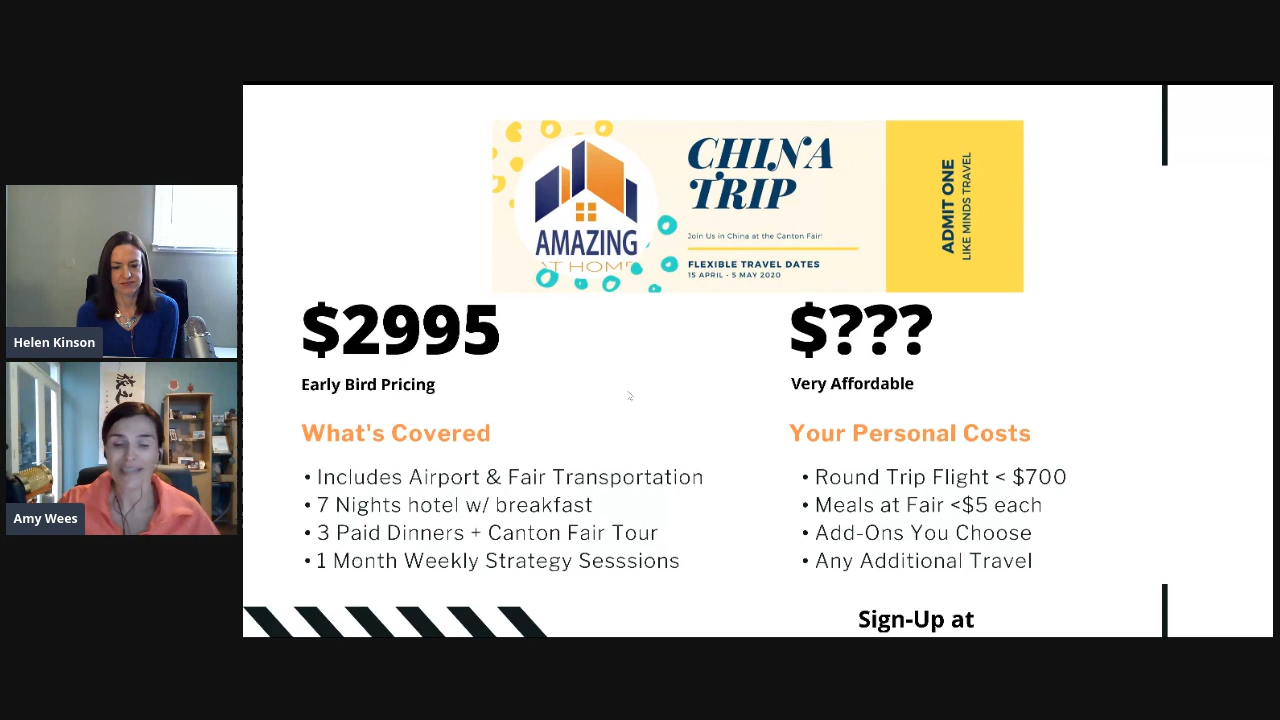 Helen Kinson
Amy Wees
AMAZING
AT HOME
CHINA
TRIP
Join Us in China at the Canton Fair!
FLEXIBLE TRAVEL DATES
15 APRIL - 5 MAY 2020
ADMIT ONE
LIKE MINDS TRAVEL
$2995
Early Bird Pricing
What's Covered
• Includes Airport & Fair Transportation
• 7 Nights hotel w/ breakfast
• 3 Paid Dinners + Canton Fair Tour
• 1 Month Weekly Strategy Sesssions
$???
Very Affordable
Your Personal Costs
• Round Trip Flight < $700
• Meals at Fair <$5 each
• Add-Ons You Choose
• Any Additional Travel
Sign-Up at